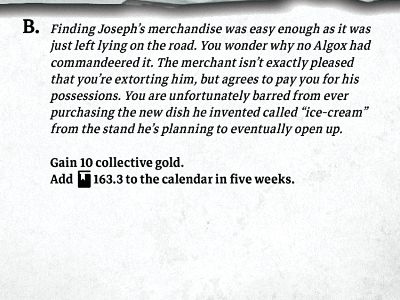 B. Finding Joseph's merchandise was easy enough as it was
just left lying on the road. You wonder why no Algox had
commandeered it. The merchant isn't exactly pleased
that you're extorting him, but agrees to pay you for his
possessions. You are unfortunately barred from ever
purchasing the new dish he invented called “ice-cream”
from the stand he's planning to eventually open up.
Gain 10 collective gold.
Add 163.3 to the calendar in five weeks.